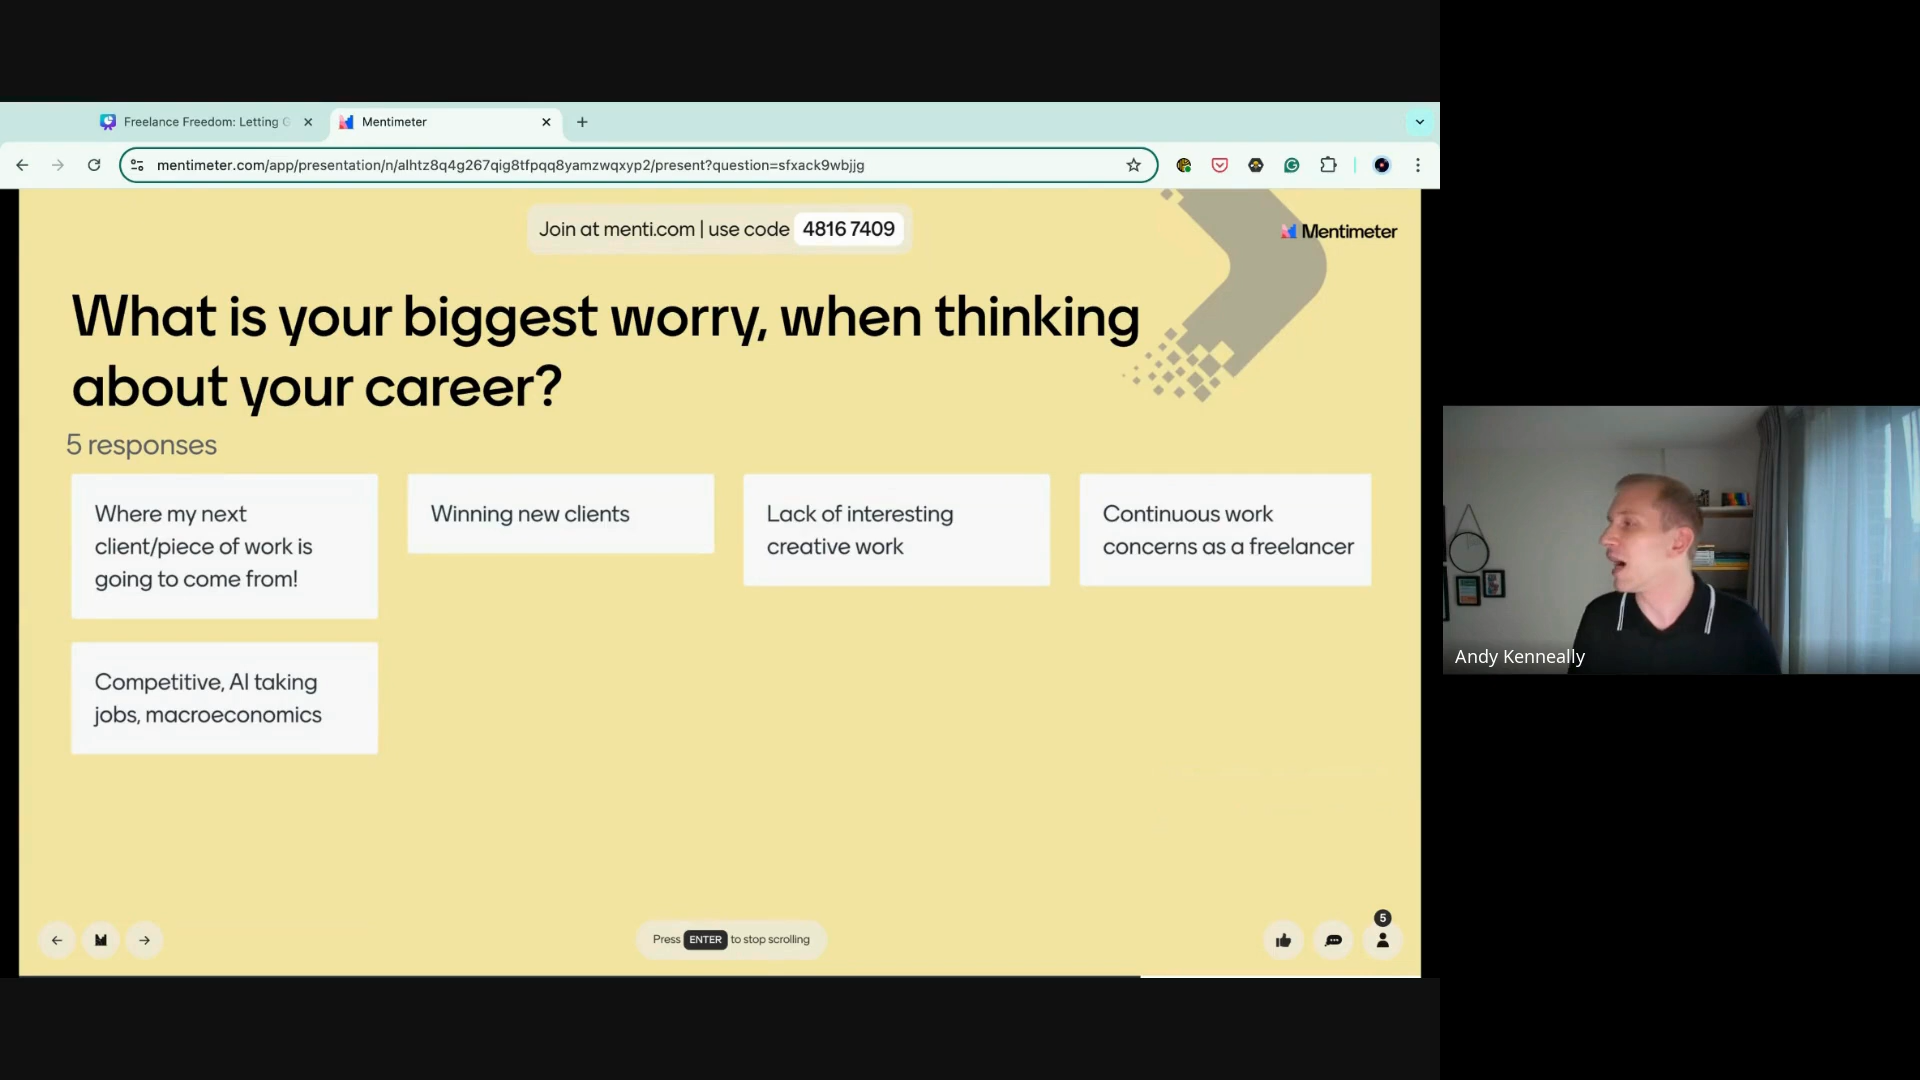 Freelance Freedom: Letting G
Mentimeter
mentimeter.com/app/presentation/n/alhtz8q4g267qig8tfpqq8yamzwqxyp2/present?question=sfxack9wbjjg
Join at menti.com | use code 4816 7409
Mentimeter
What is your biggest worry, when thinking
about your career?
5 responses
Where my next
client/piece of work is
going to come from!
Winning new clients
Lack of interesting
creative work
Continuous work
concerns as a freelancer
Competitive, AI taking
jobs, macroeconomics
Andy Kenneally
Press ENTER to stop scrolling
5